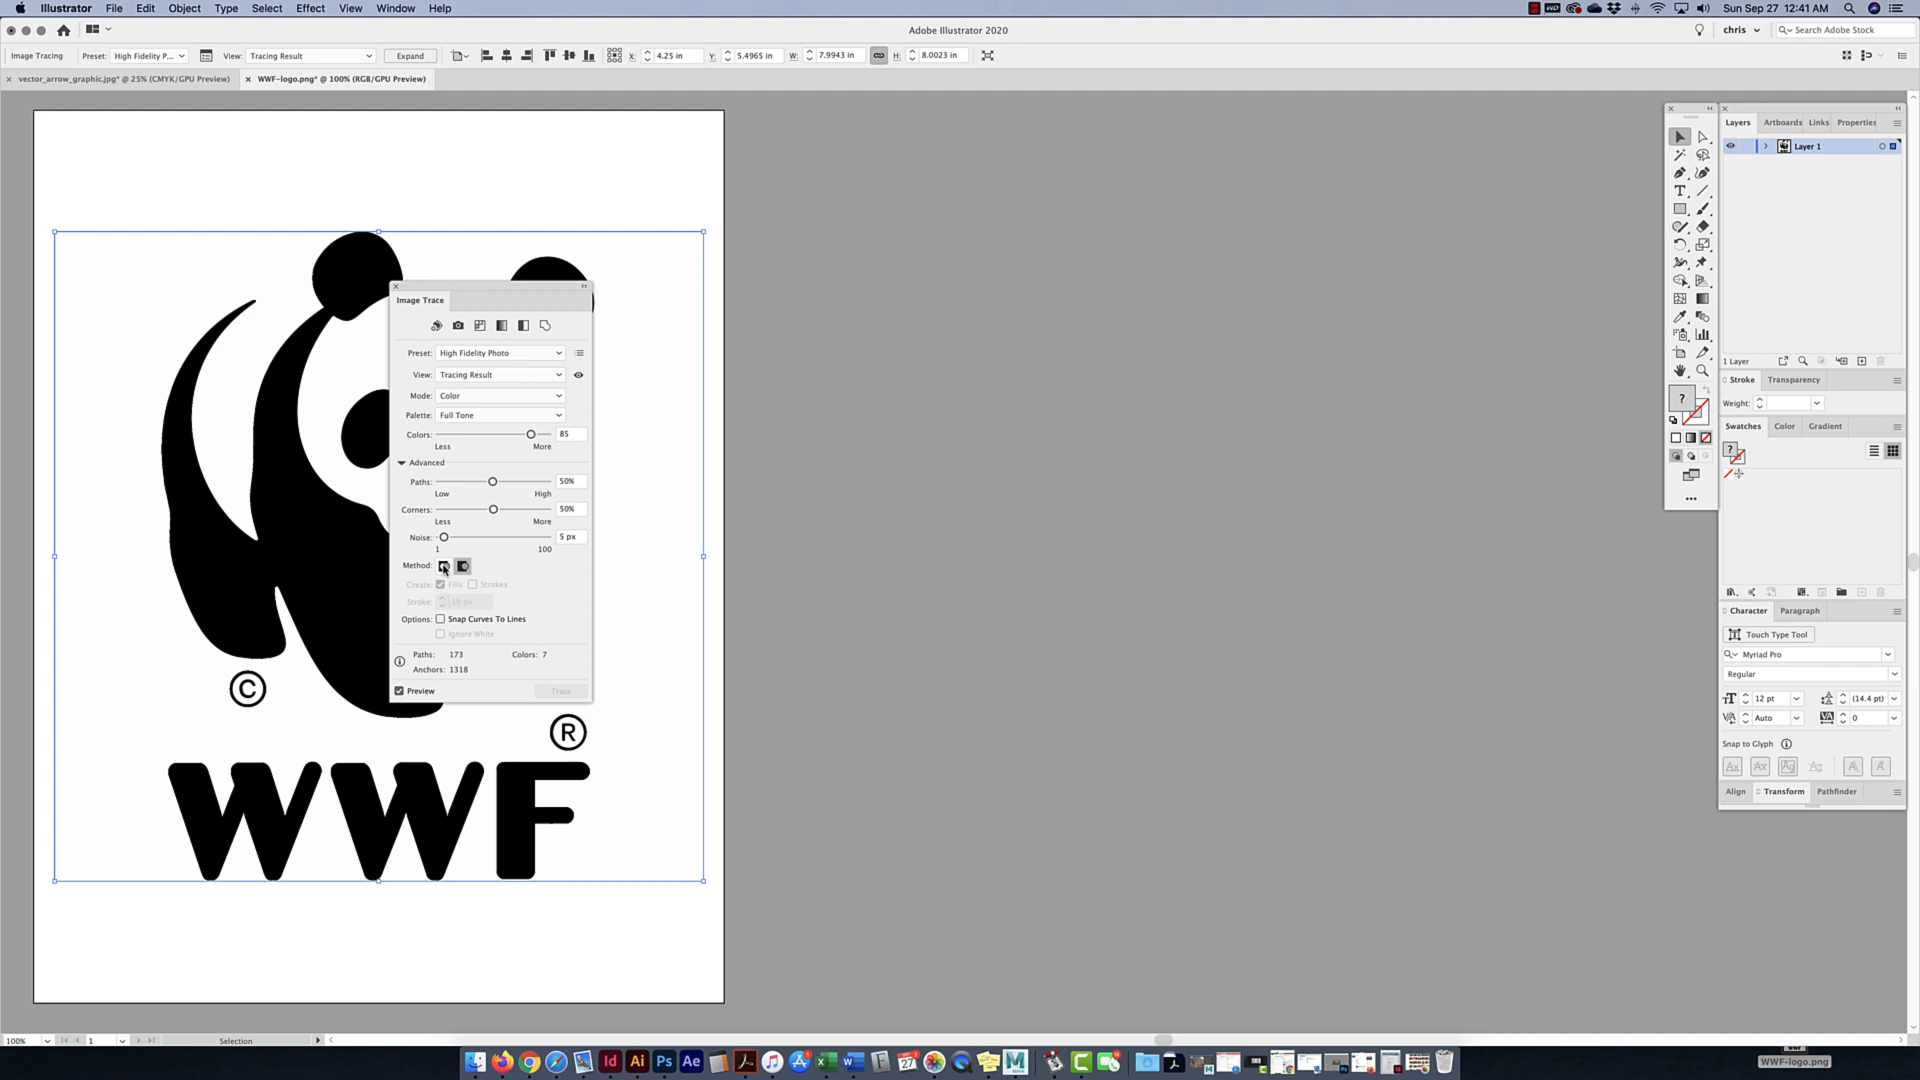 Illustrator File Edit Object Type Select Effect View Window Help
Sun Sep 27 12:41 AM
Adobe Illustrator 2020
chris
Search Adobe Stock
Image Tracing Preset: High Fidelity P... View: Tracing Result Expand X: 4.25 in Y: 5.4965 in W: 7.9943 in H: 8.0023 in
vector_arrow_graphic.jpg* @ 25% (CMYK/GPU Preview)
WWF-logo.png* @ 100% (RGB/GPU Preview)
Image Trace
Preset: High Fidelity Photo
View: Tracing Result
Mode: Color
Palette: Full Tone
Colors: 85
Less More
Advanced
Paths: 50%
Low High
Corners: 50%
Less More
Noise: 5 px
1 100
Method:
Create: Fills Strokes
Stroke: 10 px
Options: Snap Curves To Lines
Ignore White
Paths: 173 Colors: 7
Anchors: 1318
Preview Trace
©
®
WWF
Layers Artboards Links Properties
Layer 1
1 Layer
Stroke Transparency
Weight:
Swatches Color Gradient
Character Paragraph
Touch Type Tool
Myriad Pro
Regular
12 pt (14.4 pt)
Auto 0
Snap to Glyph
Align Transform Pathfinder
100% 1 Selection
WWF-logo.png